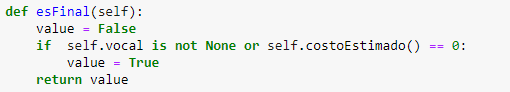 def esFinal(self):
    value = False
    if  self.vocal is not None or self.costoEstimado() == 0:
        value = True
    return value